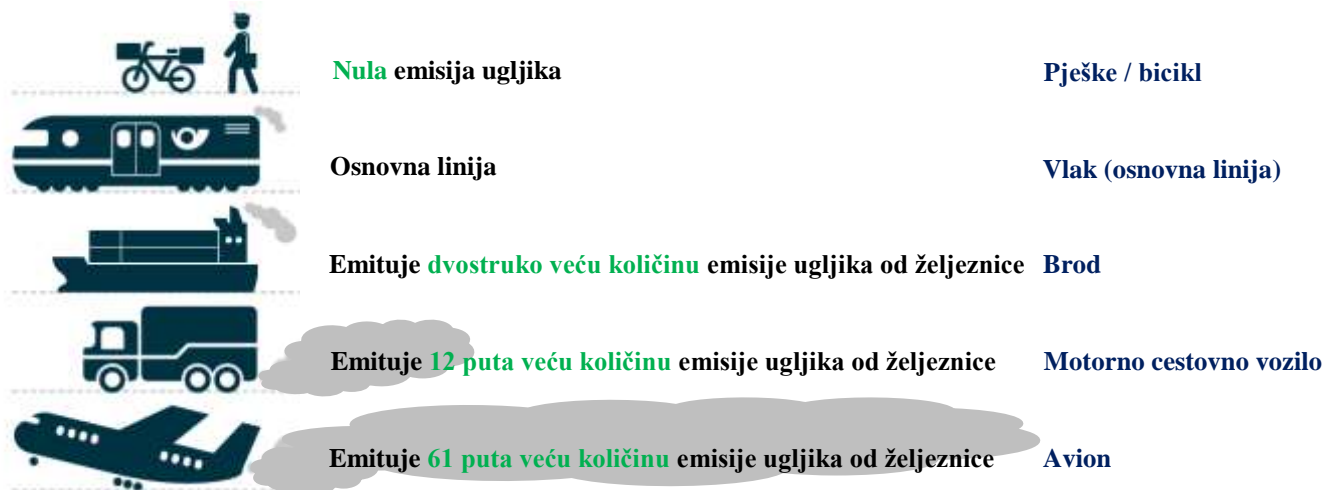 Nula emisija ugljika Pješke / bicikl
Osnovna linija Vlak (osnovna linija)
Emituje dvostruko veću količinu emisije ugljika od željeznice Brod
Emituje 12 puta veću količinu emisije ugljika od željeznice Motorno cestovno vozilo
Emituje 61 puta veću količinu emisije ugljika od željeznice Avion